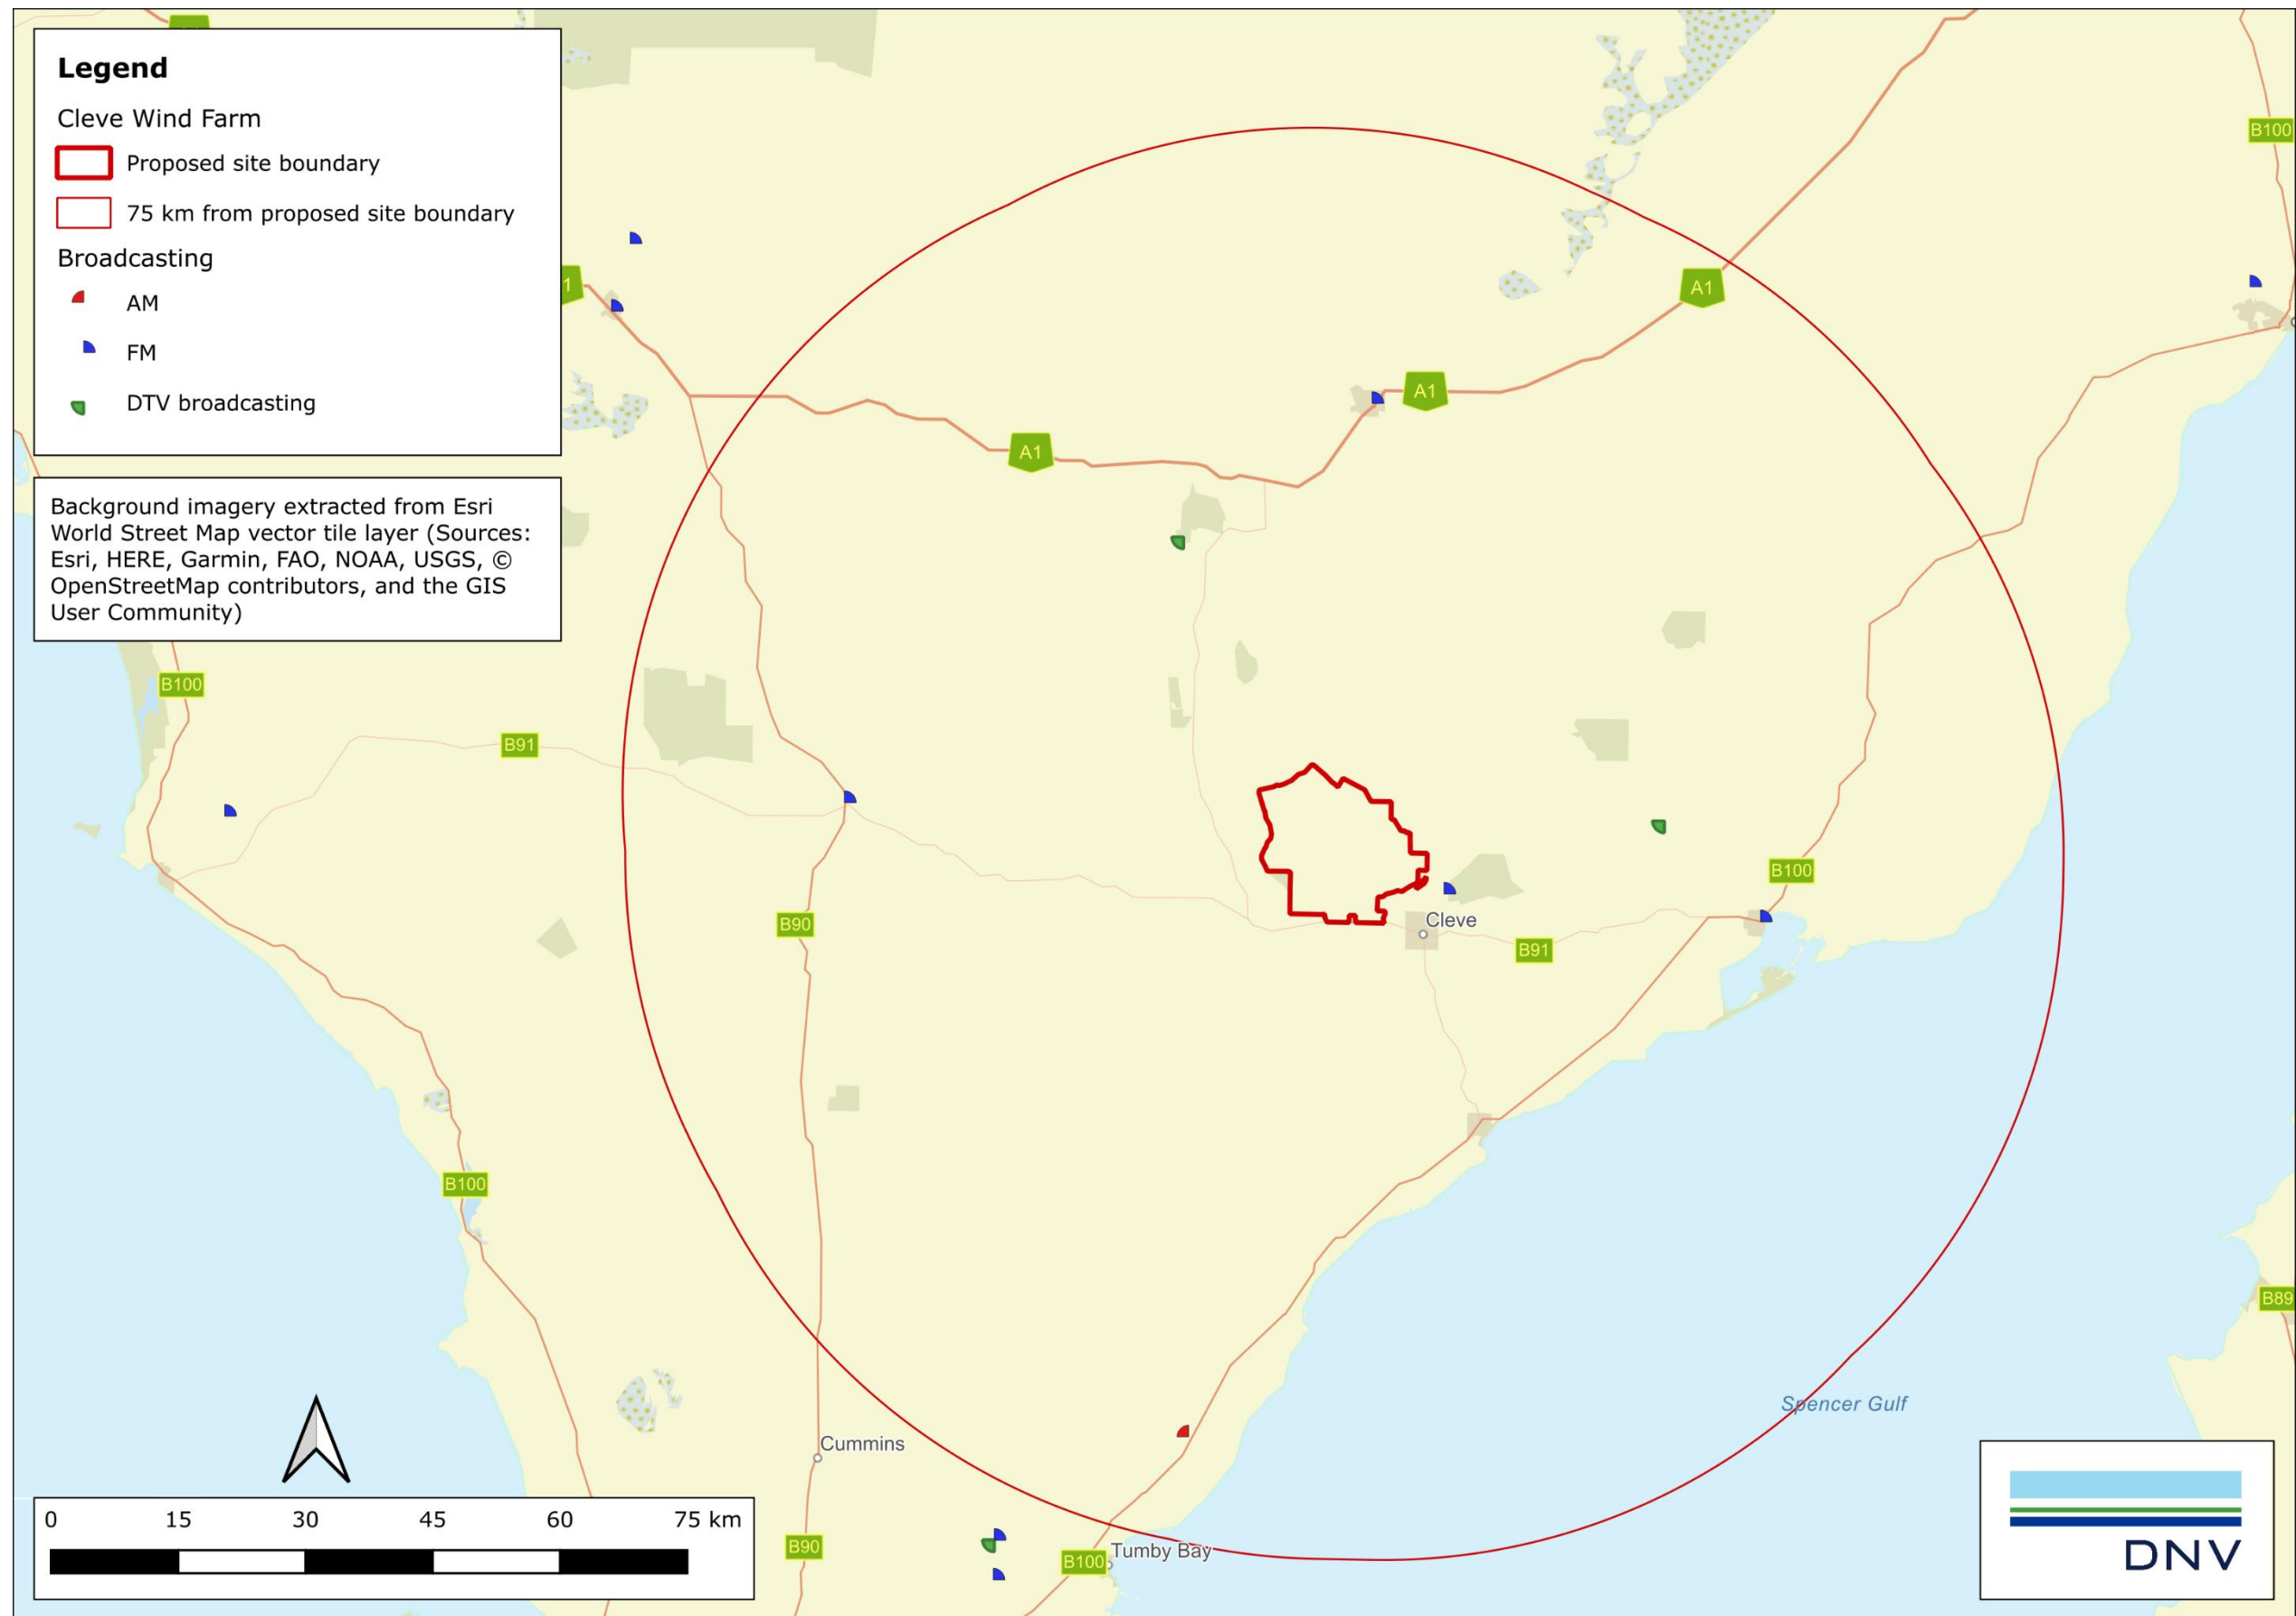 Legend
Cleve Wind Farm
Proposed site boundary
75 km from proposed site boundary
Broadcasting
AM
FM
DTV broadcasting
Background imagery extracted from Esri
World Street Map vector tile layer (Sources:
Esri, HERE, Garmin, FAO, NOAA, USGS, ©
OpenStreetMap contributors, and the GIS
User Community)
B100
1
A1
A1
A1
B100
B91
B100
B90
Cleve
B91
B100
B89
Spencer Gulf
Cummins
B90
B100
Tumby Bay
0 15 30 45 60 75 km
DNV